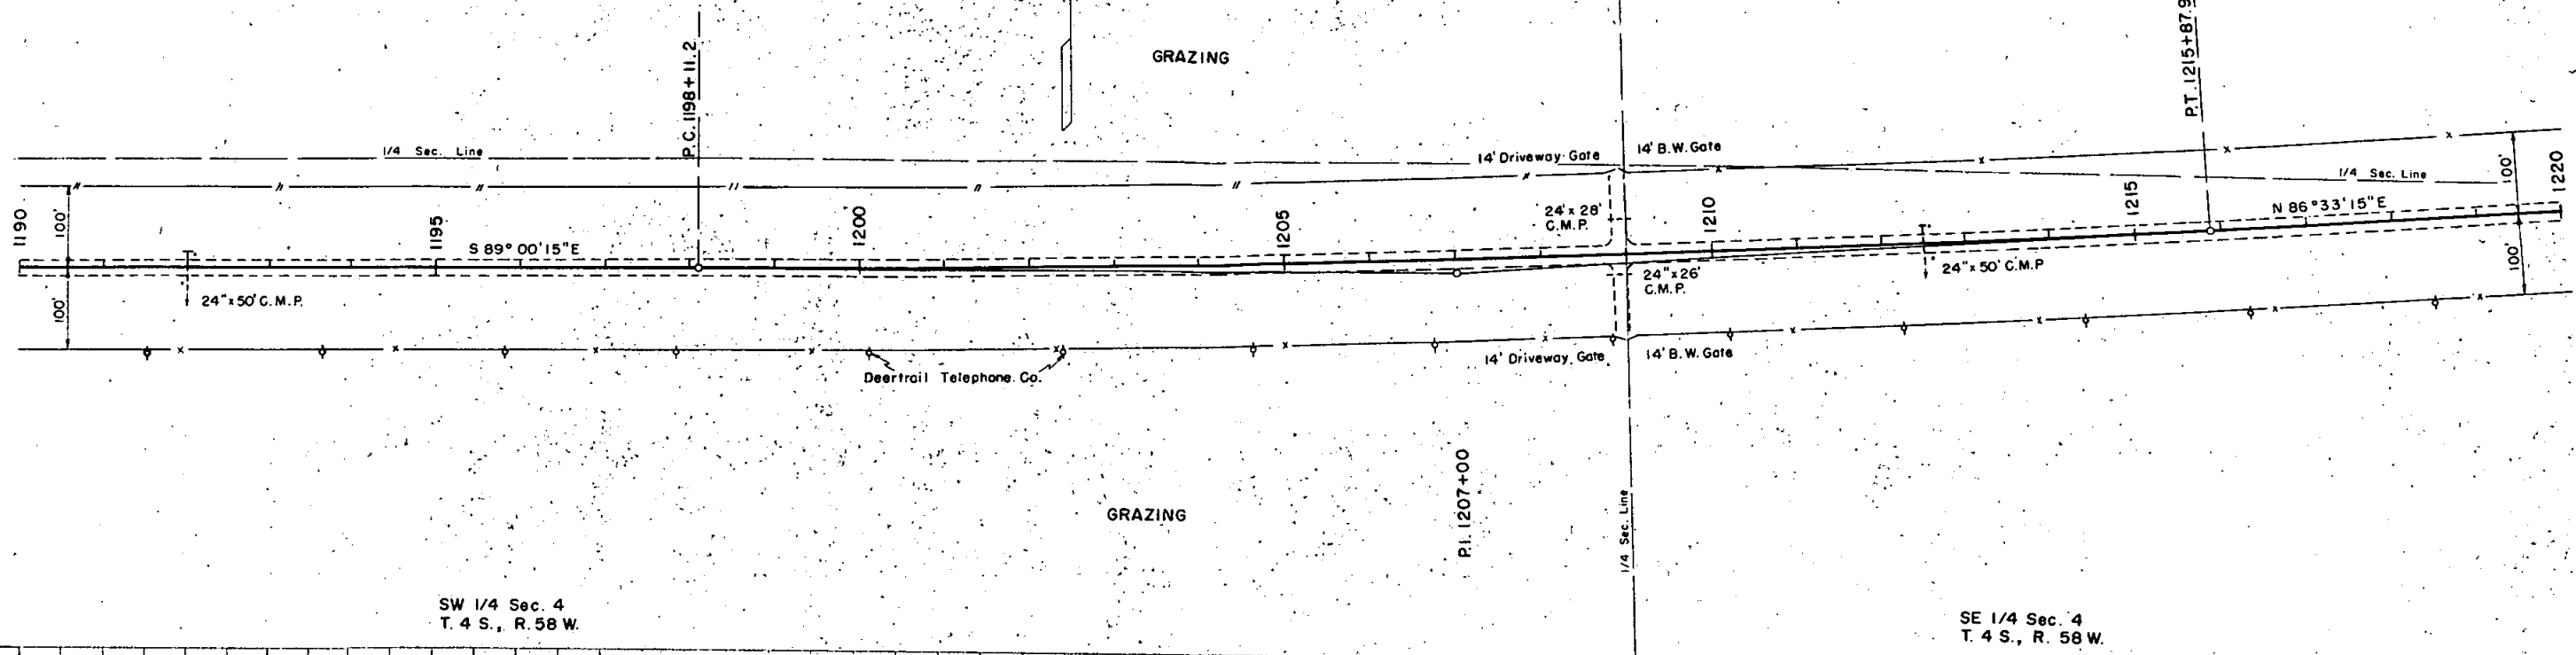 GRAZING
P.C. 1198+11.2
P.T. 1215+87.9
1/4 Sec. Line
14' Driveway Gate
14' B.W. Gate
1/4 Sec. Line
1190
100'
100'
1195
S 89° 00' 15" E
1200
1205
24' x 28'
C.M.P.
1210
1215
N 86° 33' 15" E
1220
100'
100'
24" x 50' C.M.P.
24" x 26'
C.M.P.
24" x 50' C.M.P
14' Driveway Gate
14' B.W. Gate
Deertrail Telephone Co.
GRAZING
P.I. 1207+00
1/4 Sec. Line
SW 1/4 Sec. 4
T. 4 S., R. 58 W.
SE 1/4 Sec. 4
T. 4 S., R. 58 W.